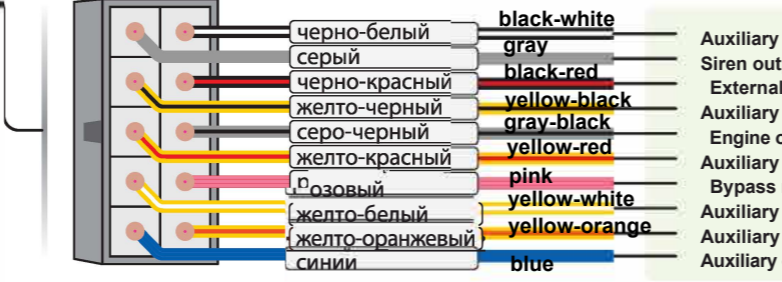 черно-белый black-white Auxiliary
серый gray Siren out
черно-красный black-red External
желто-черный yellow-black Auxiliary
серо-черный gray-black Engine
желто-красный yellow-red Auxiliary
розовый pink Bypass
желто-белый yellow-white Auxiliary
желто-оранжевый yellow-orange Auxiliary
синий blue Auxiliary